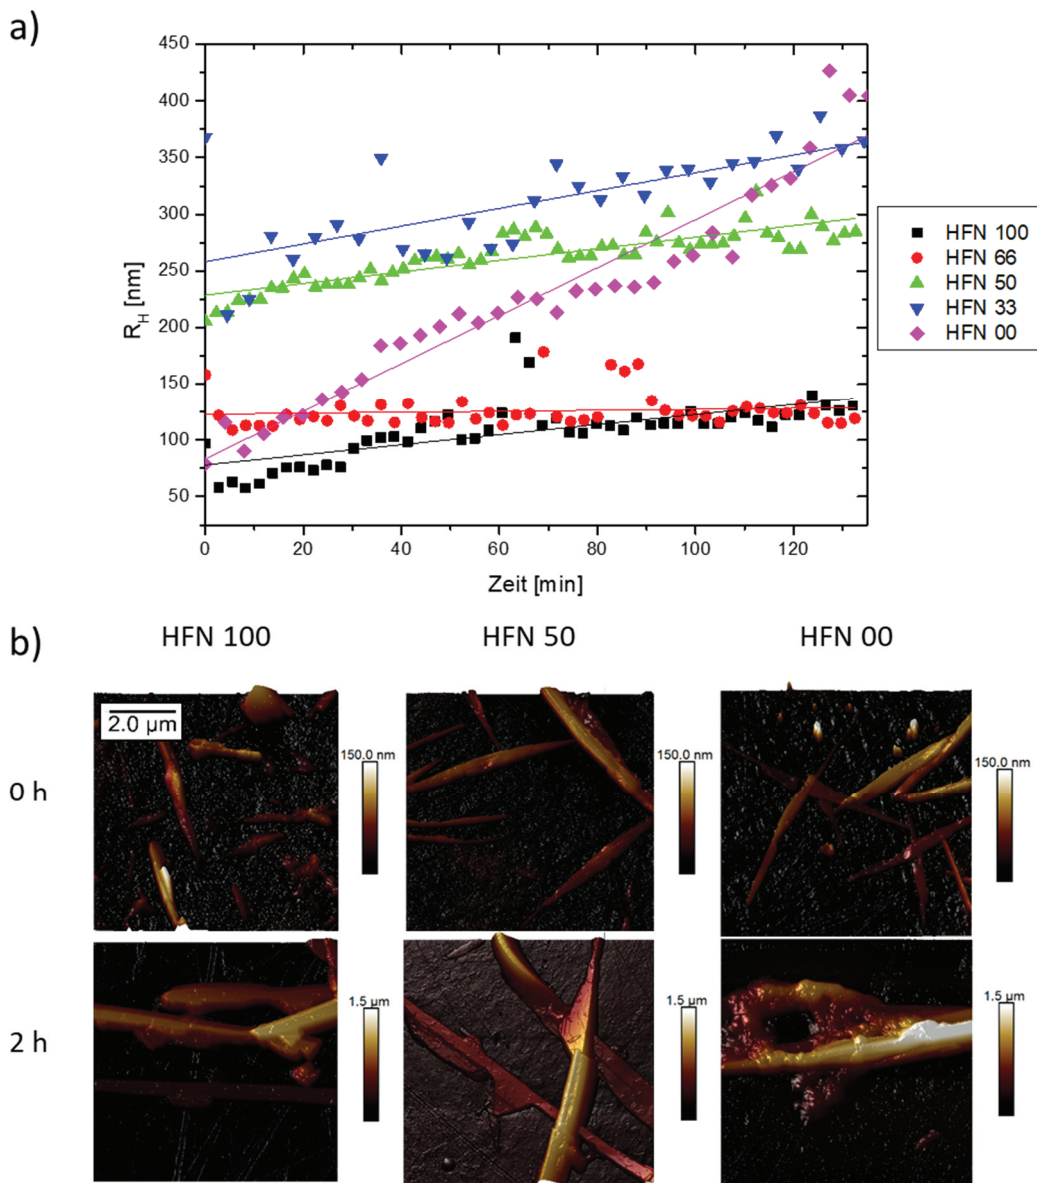 a)
450
400
350
300
250
200
150
100
50
R_H [nm]
0 20 40 60 80 100 120
Zeit [min]
HFN 100
HFN 66
HFN 50
HFN 33
HFN 00
b)
HFN 100 HFN 50 HFN 00
0 h
2.0 µm
150.0 nm 150.0 nm 150.0 nm
2 h
1.5 µm 1.5 µm 1.5 µm